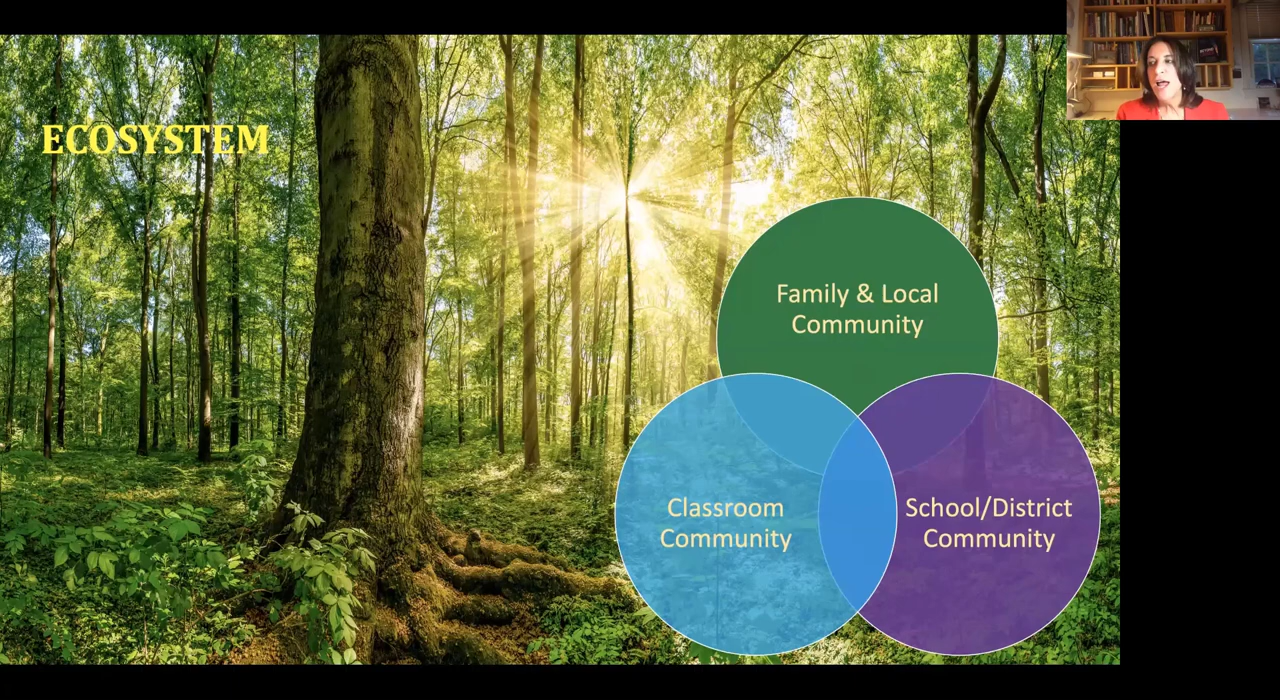 ECOSYSTEM
Family & Local
Community
Classroom
Community
School/District
Community